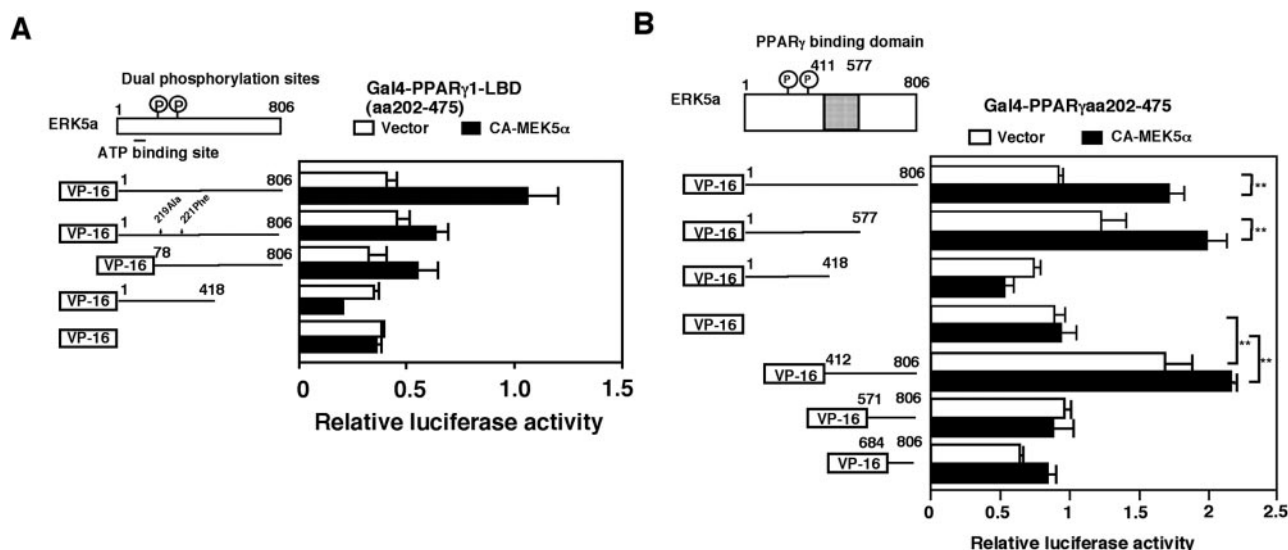 A
Dual phosphorylation sites
1 806
P P
ERK5a
ATP binding site
Gal4-PPARγ1-LBD
(aa202-475)
Vector CA-MEK5α
VP-16 1 806
219Ala 221Phe
VP-16 1 806
VP-16 78 806
VP-16 1 418
VP-16
0 0.5 1.0 1.5
Relative luciferase activity
B
PPARγ binding domain
1 411 577 806
P P
ERK5a
Gal4-PPARγaa202-475
Vector CA-MEK5α
VP-16 1 806 **
VP-16 1 577 **
VP-16 1 418
VP-16
** **
VP-16 412 806
VP-16 571 806
VP-16 684 806
0 0.5 1 1.5 2 2.5
Relative luciferase activity